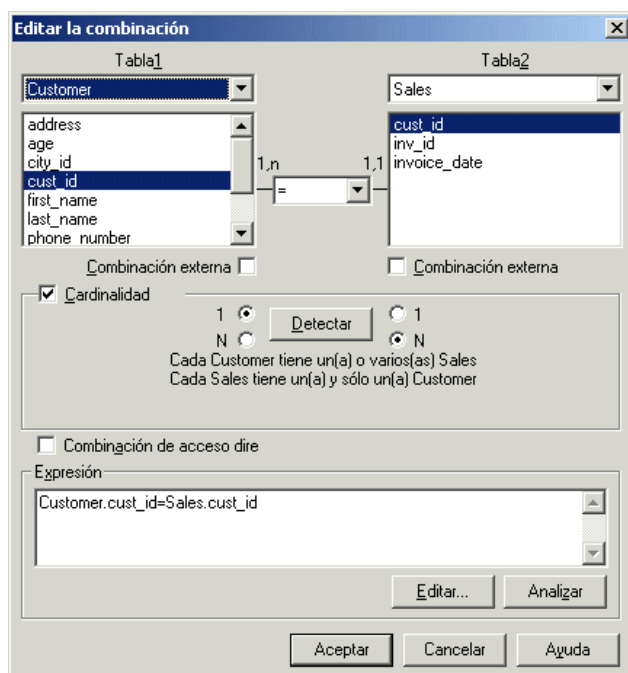 Editar la combinación
Tabla1 Tabla2
Customer Sales
address cust_id
age inv_id
city_id invoice_date
cust_id
first_name
last_name
phone_number
1,n = 1,1
Combinación externa Combinación externa
Cardinalidad
1 Detectar 1
N N
Cada Customer tiene un(a) o varios(as) Sales
Cada Sales tiene un(a) y sólo un(a) Customer
Combinación de acceso dire
Expresión
Customer.cust_id=Sales.cust_id
Editar... Analizar
Aceptar Cancelar Ayuda